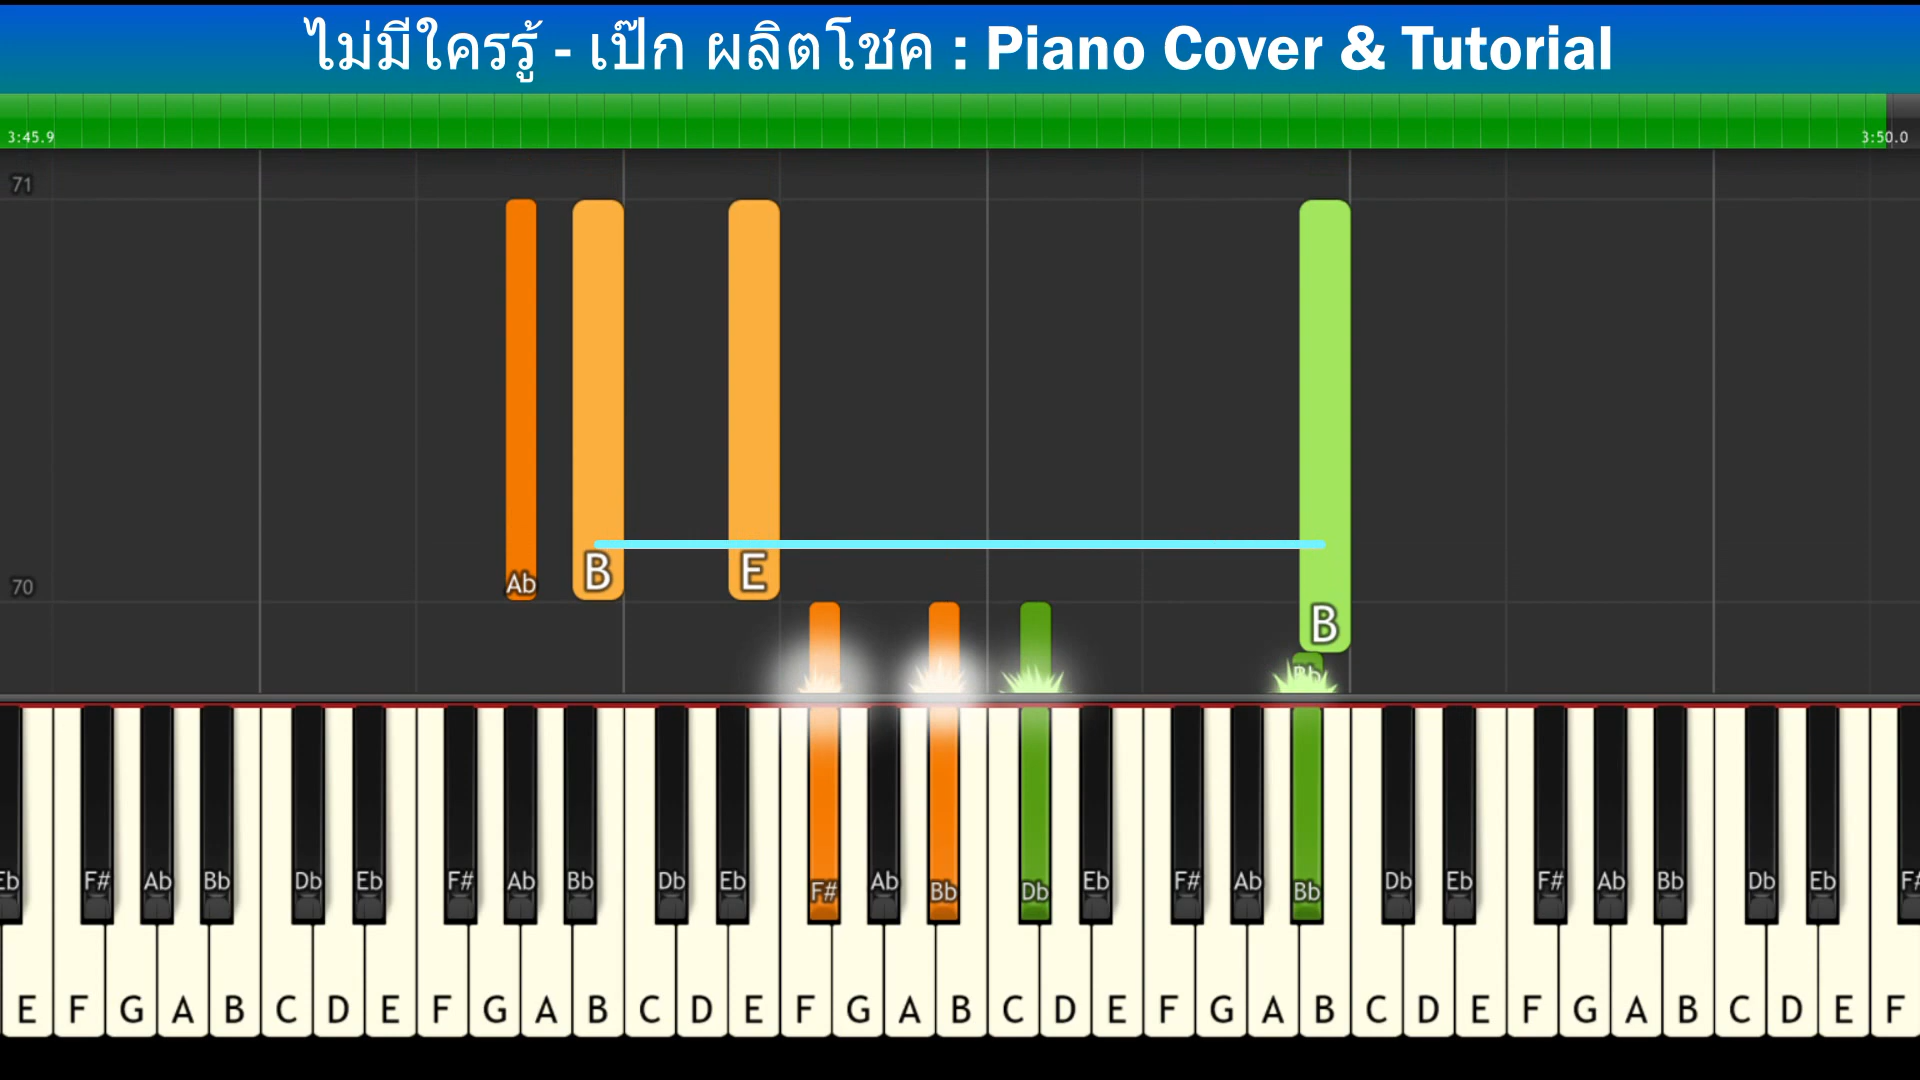 ไม่มีใครรู้ - เป๊ก ผลิตโชค : Piano Cover & Tutorial
3:45.9 3:50.0
71
Ab B E
70
B
Bb
Eb F# Ab Bb Db Eb F# Ab Bb Db Eb F# Ab Bb Db Eb F# Ab Bb Db Eb F# Ab Bb Db Eb F#
E F G A B C D E F G A B C D E F G A B C D E F G A B C D E F G A B C D E F